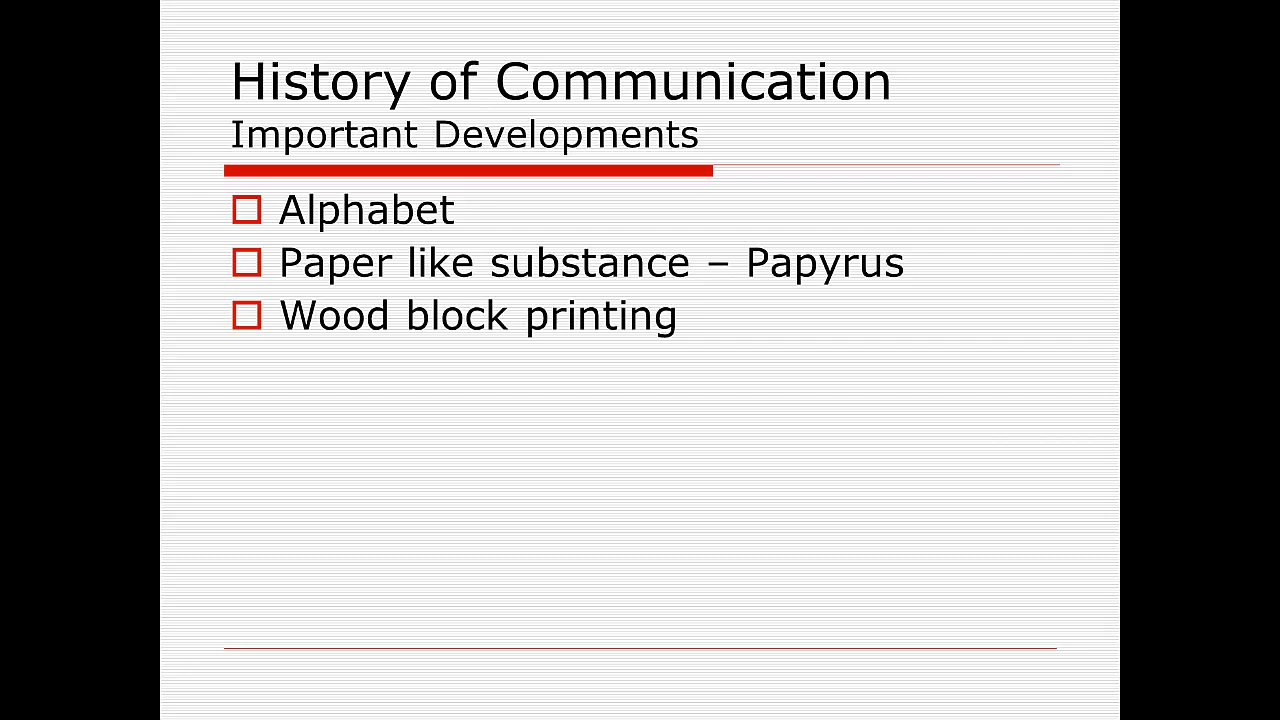 History of Communication
Important Developments
Alphabet
Paper like substance – Papyrus
Wood block printing